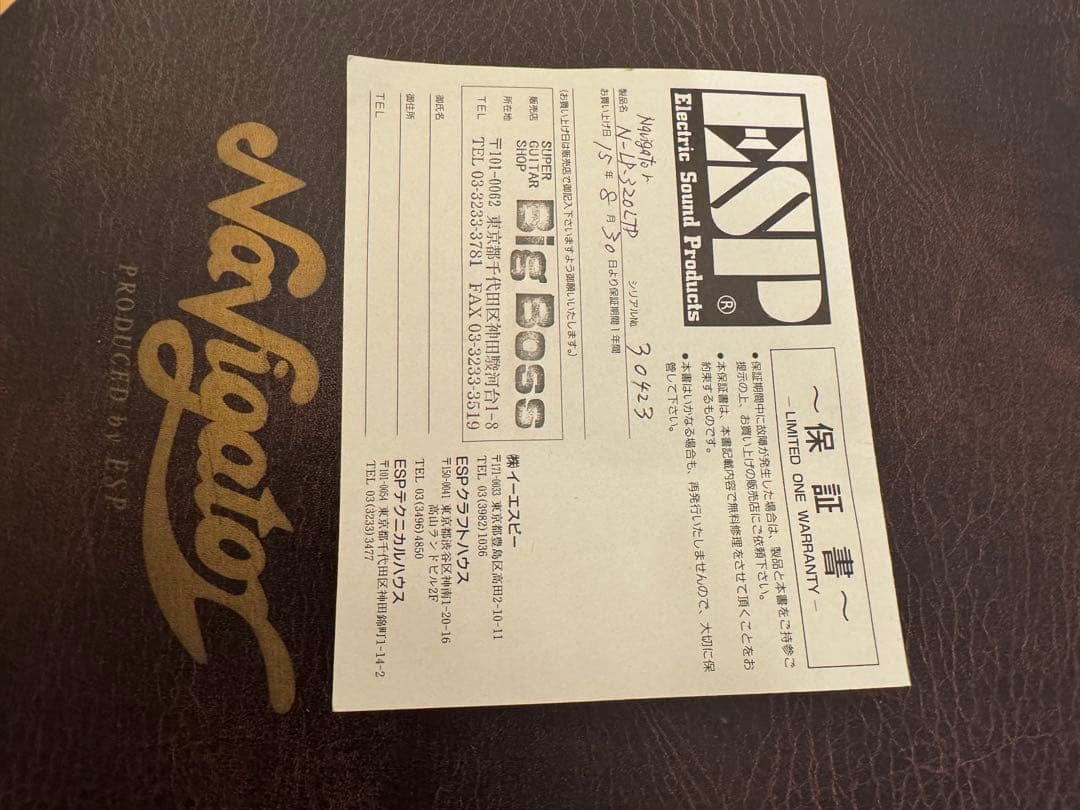 ESP®
Electric Sound Products
～保 証 書～
― LIMITED ONE WARRANTY ―
●保証期間中に故障が発生した場合は、製品と本書をご持参ご
提示の上、お買い上げの販売店にご依頼下さい。
●本保証書は、本書記載内容で無料修理をさせて頂くことをお
約束するものです。
●本書はいかなる場合も、再発行いたしませんので、大切に保
管して下さい。
Navigator
製品名 N-LP-320LTD シリアルNo. 30423
お買い上げ日 15 年 8 月 30 日より保証期間1年間
(お買い上げ日は販売店で御記入下さいますよう御願いいたします。)
販売店 SUPER GUITAR SHOP Big Boss
所在地 〒101-0062 東京都千代田区神田駿河台1-8
TEL TEL 03-3233-3781 FAX 03-3233-3519
御氏名
御住所
TEL
㈱イーエスピー
〒171-0033 東京都豊島区高田2-10-11
TEL 03(3982)1036
ESPクラフトハウス
〒150-0041 東京都渋谷区神南1-20-16
高山ランドビル2F
TEL 03(3496)4850
ESPテクニカルハウス
〒101-0054 東京都千代田区神田錦町1-14-2
TEL 03(3233)3477
Navigator
PRODUCED by ESP